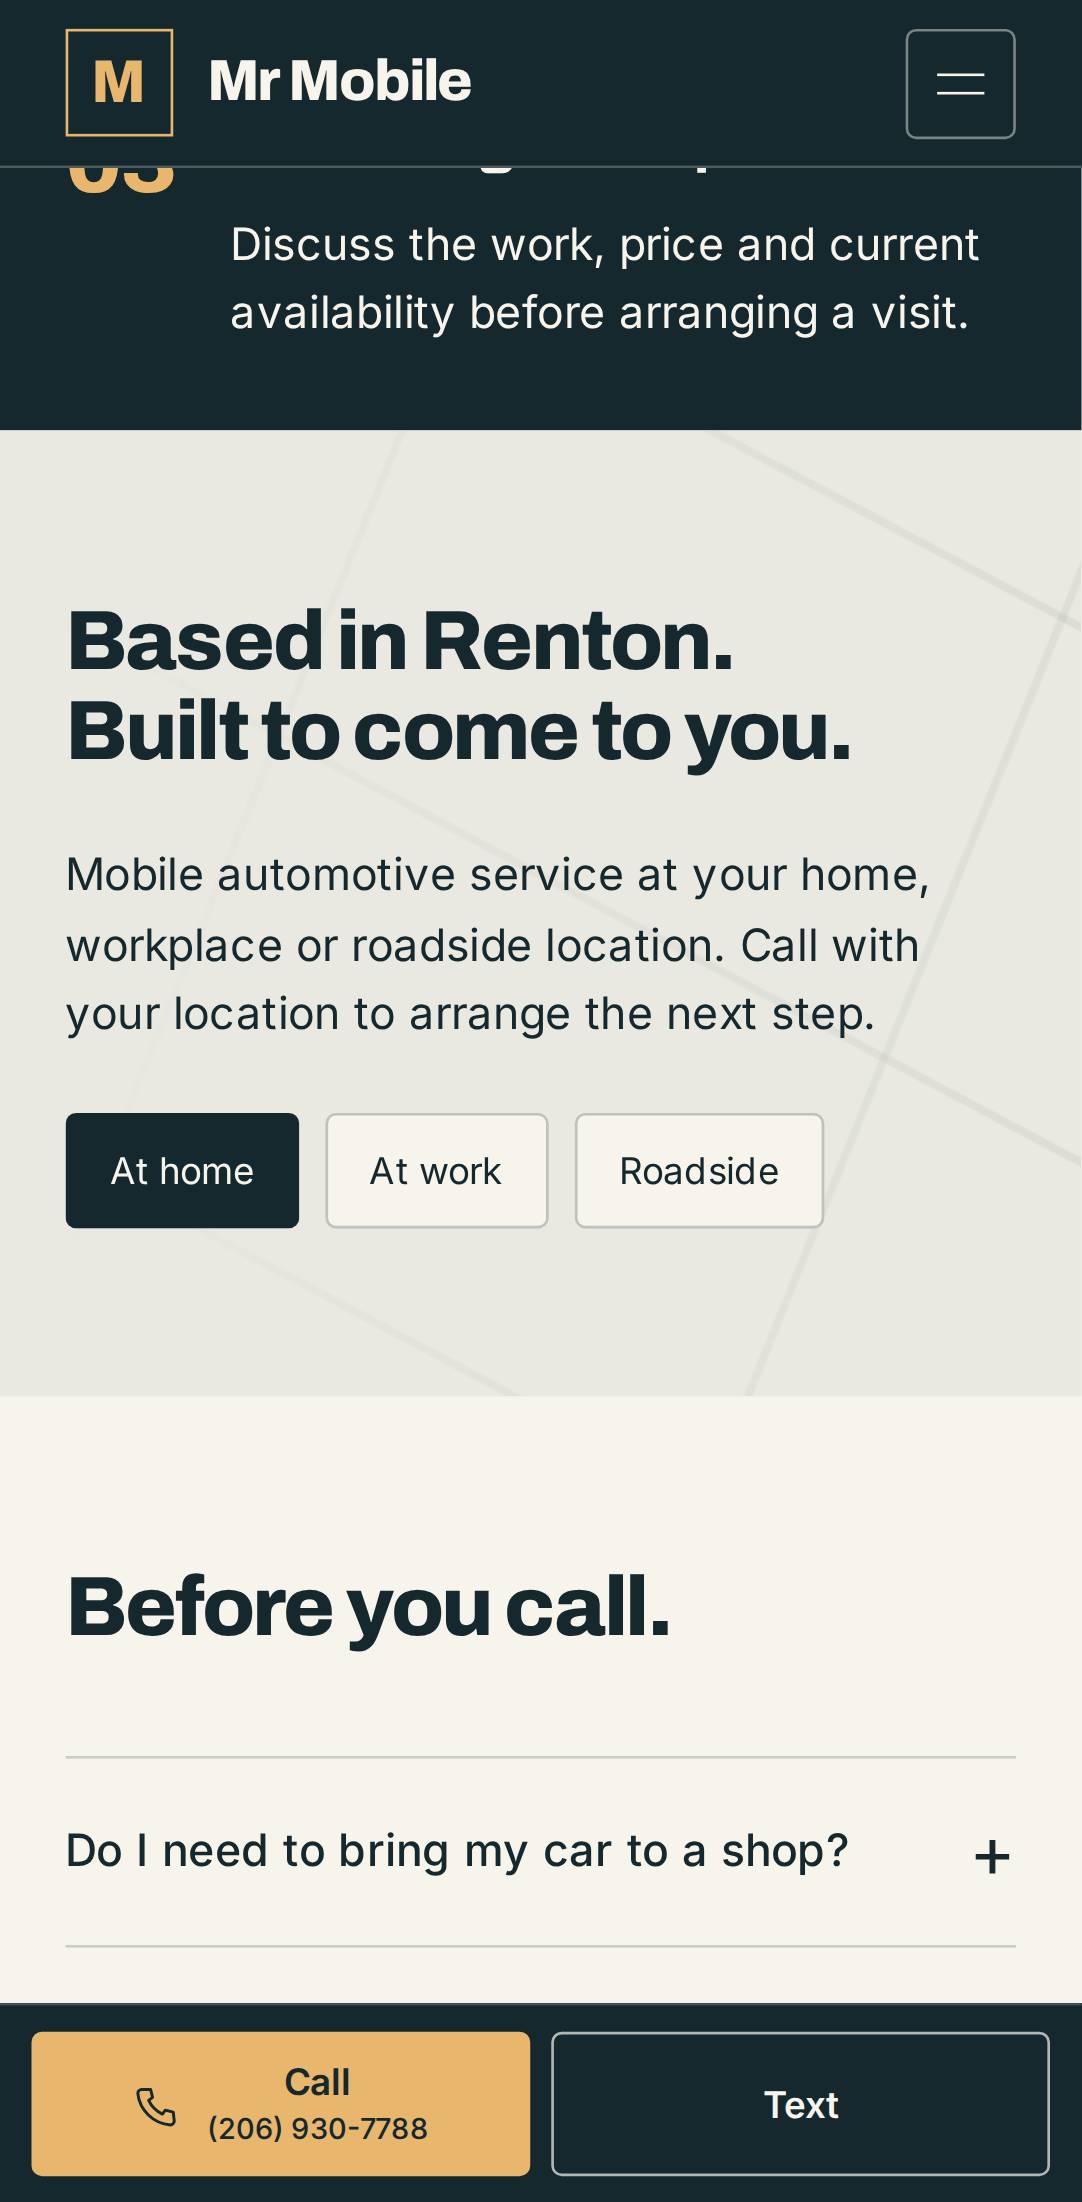 M
Mr Mobile
Discuss the work, price and current
availability before arranging a visit.
Based in Renton.
Built to come to you.
Mobile automotive service at your home,
workplace or roadside location. Call with
your location to arrange the next step.
At home
At work
Roadside
Before you call.
Do I need to bring my car to a shop?
+
Call
(206) 930-7788
Text